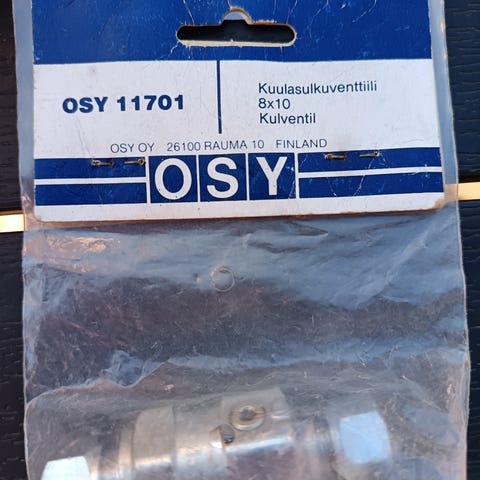 OSY 11701
Kuulasulkuventtiili
8x10
Kulventil
OSY OY 26100 RAUMA 10 FINLAND
OSY